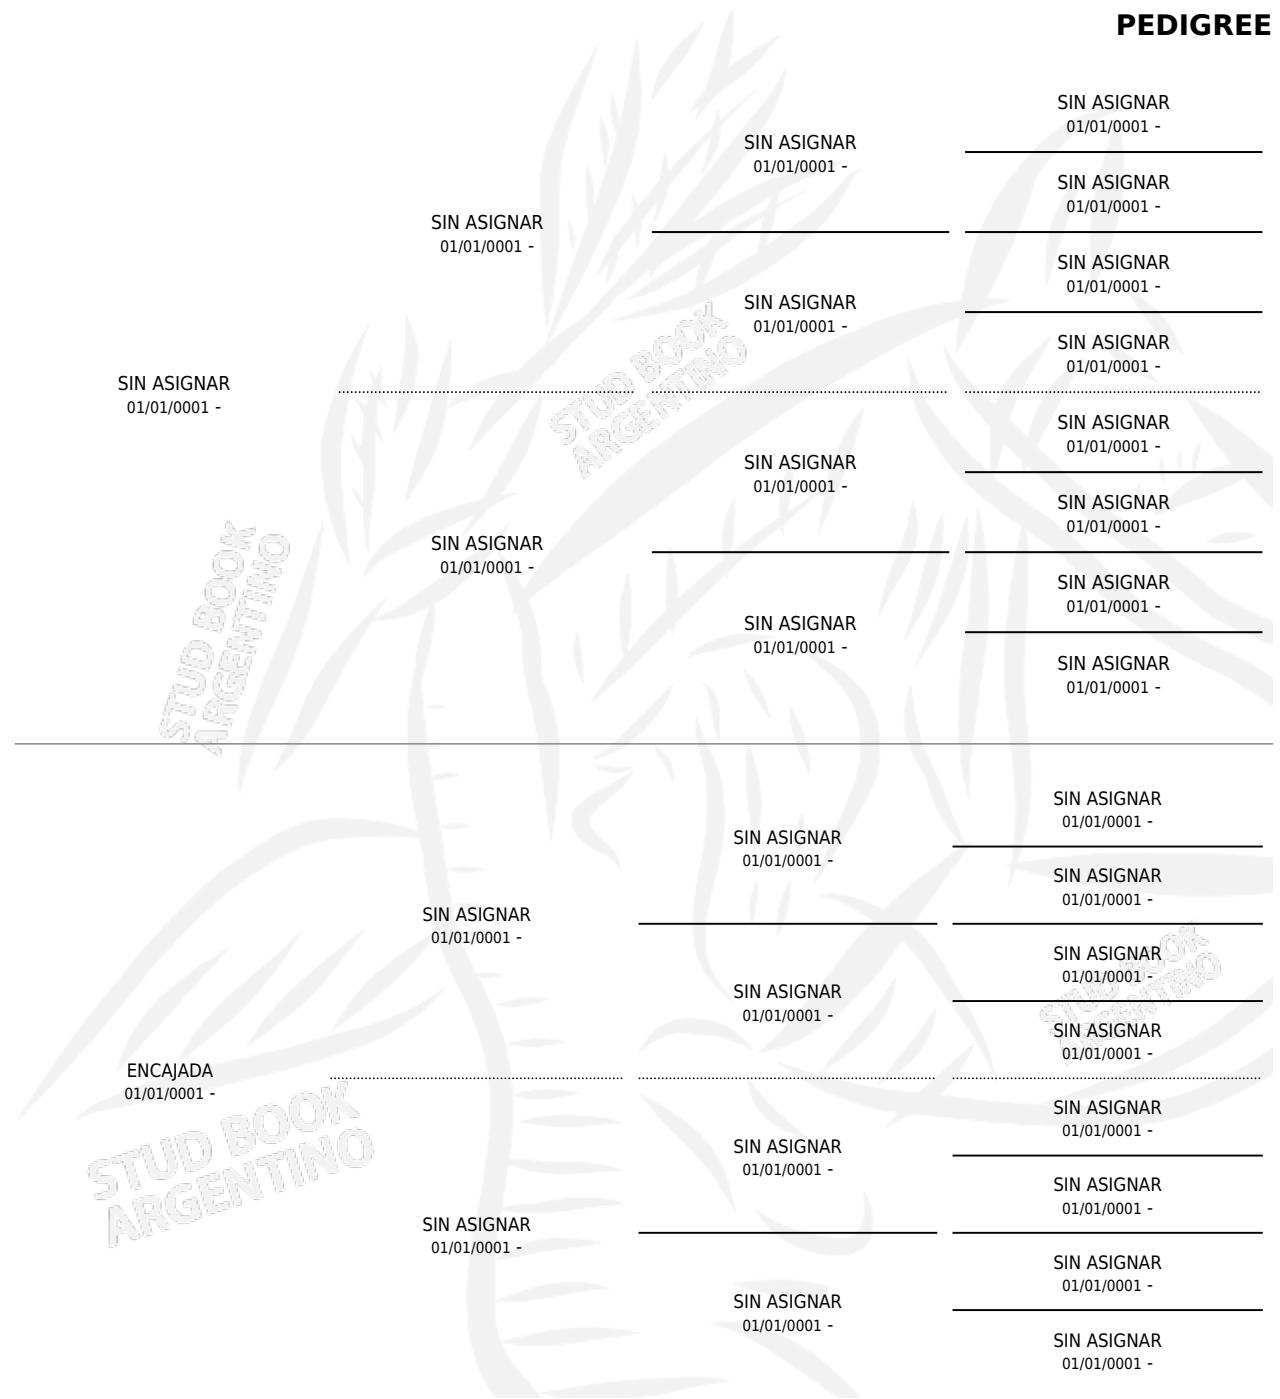 PEDIGREE
SIN ASIGNAR
01/01/0001 -
SIN ASIGNAR
01/01/0001 -
SIN ASIGNAR
01/01/0001 -
SIN ASIGNAR
01/01/0001 -
SIN ASIGNAR
01/01/0001 -
SIN ASIGNAR
01/01/0001 -
SIN ASIGNAR
01/01/0001 -
SIN ASIGNAR
01/01/0001 -
SIN ASIGNAR
01/01/0001 -
SIN ASIGNAR
01/01/0001 -
SIN ASIGNAR
01/01/0001 -
SIN ASIGNAR
01/01/0001 -
SIN ASIGNAR
01/01/0001 -
SIN ASIGNAR
01/01/0001 -
SIN ASIGNAR
01/01/0001 -
STUD BOOK
ARGENTINO
STUD BOOK
ARGENTINO
SIN ASIGNAR
01/01/0001 -
SIN ASIGNAR
01/01/0001 -
SIN ASIGNAR
01/01/0001 -
SIN ASIGNAR
01/01/0001 -
SIN ASIGNAR
01/01/0001 -
SIN ASIGNAR
01/01/0001 -
SIN ASIGNAR
01/01/0001 -
ENCAJADA
01/01/0001 -
SIN ASIGNAR
01/01/0001 -
SIN ASIGNAR
01/01/0001 -
SIN ASIGNAR
01/01/0001 -
SIN ASIGNAR
01/01/0001 -
SIN ASIGNAR
01/01/0001 -
SIN ASIGNAR
01/01/0001 -
SIN ASIGNAR
01/01/0001 -
STUD BOOK
ARGENTINO
STUD BOOK
ARGENTINO